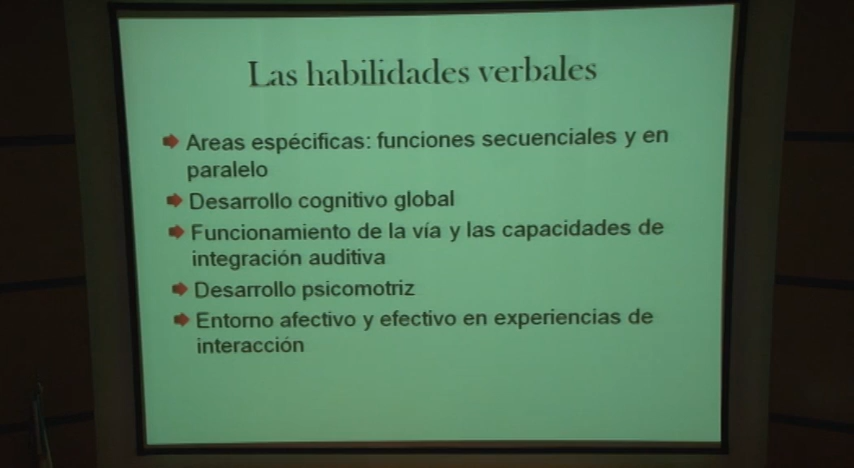 Las habilidades verbales
Areas espécificas: funciones secuenciales y en
paralelo
Desarrollo cognitivo global
Funcionamiento de la vía y las capacidades de
integración auditiva
Desarrollo psicomotriz
Entorno afectivo y efectivo en experiencias de
interacción